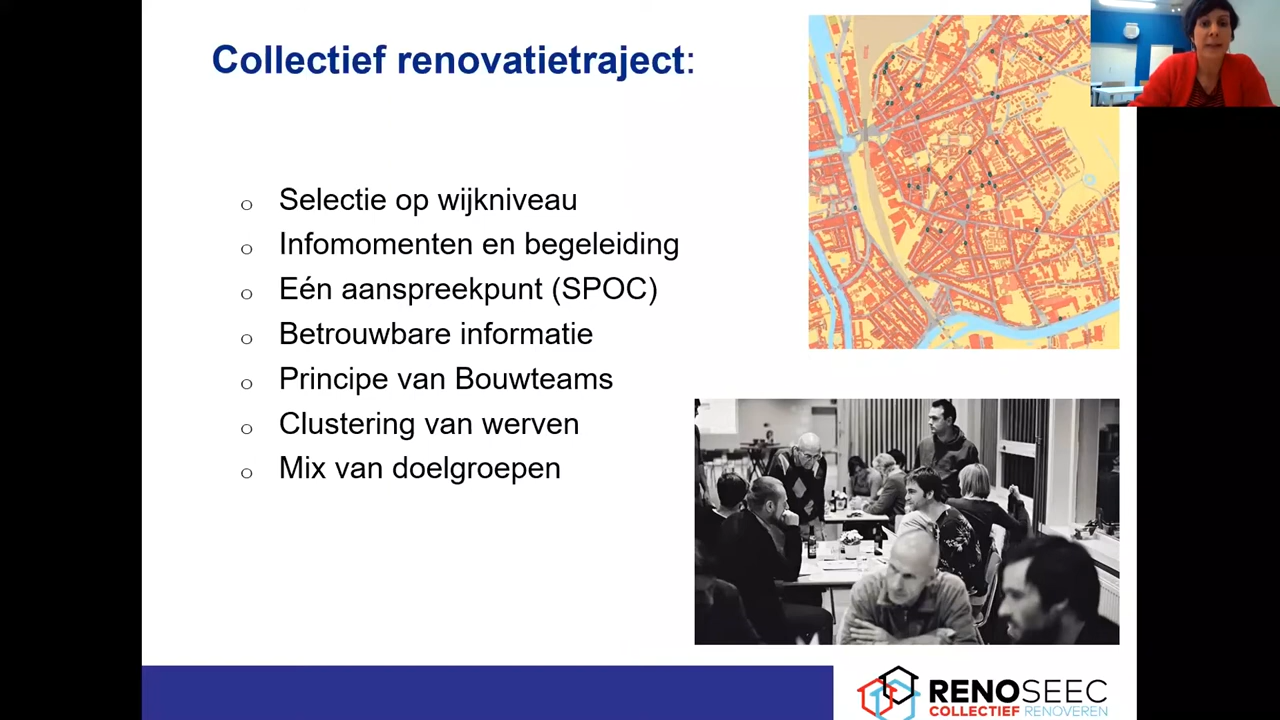 Collectief renovatietraject:
o Selectie op wijkniveau
o Infomomenten en begeleiding
o Eén aanspreekpunt (SPOC)
o Betrouwbare informatie
o Principe van Bouwteams
o Clustering van werven
o Mix van doelgroepen
RENOSEEC
COLLECTIEF RENOVEREN